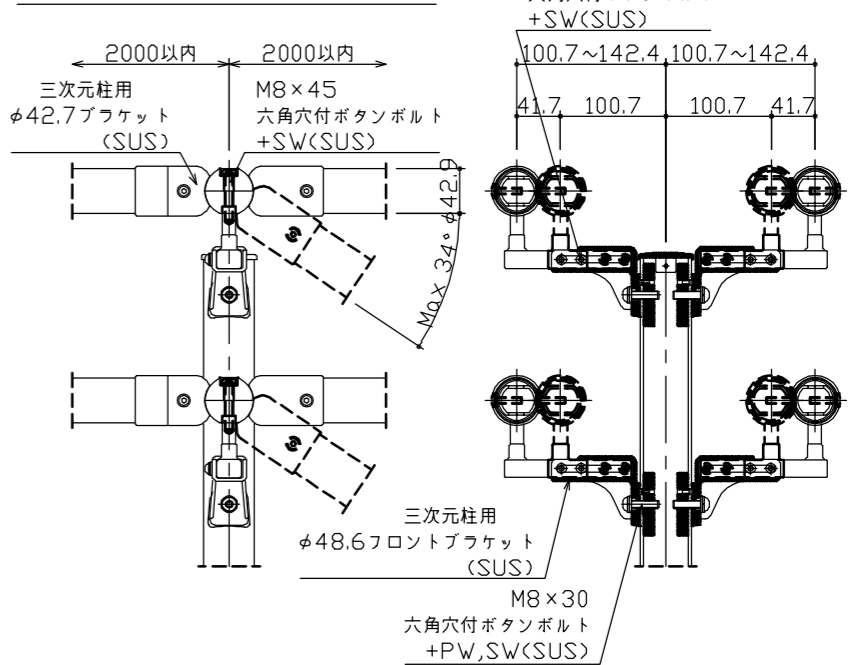 +SW(SUS)
2000以内
2000以内
100.7~142.4
100.7~142.4
三次元柱用
φ42.7ブラケット
(SUS)
M8×45
六角穴付ボタンボルト
+SW(SUS)
41.7
100.7
100.7
41.7
φ42.9
Max 34°
三次元柱用
φ48.6フロントブラケット
(SUS)
M8×30
六角穴付ボタンボルト
+PW,SW(SUS)